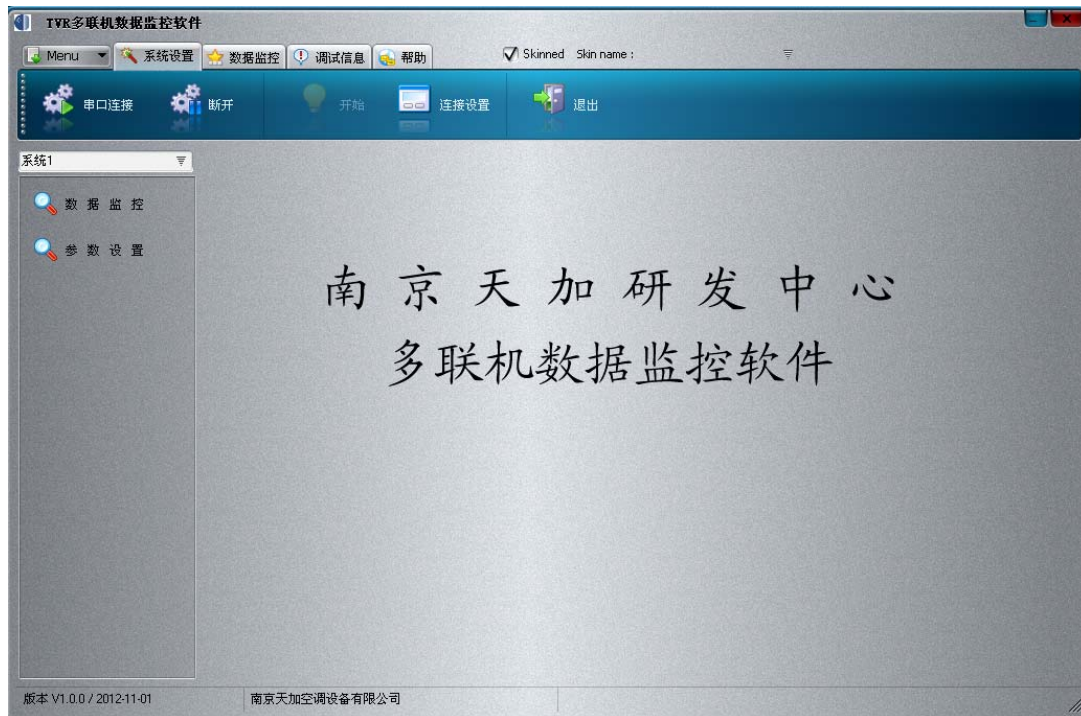 TVR多联机数据监控软件
Menu 系统设置 数据监控 调试信息 帮助 Skinned Skin name :
串口连接 断开 开始 连接设置 退出
系统1
数 据 监 控
参 数 设 置
南 京 天 加 研 发 中 心
多联机数据监控软件
版本 V1.0.0 / 2012-11-01 南京天加空调设备有限公司